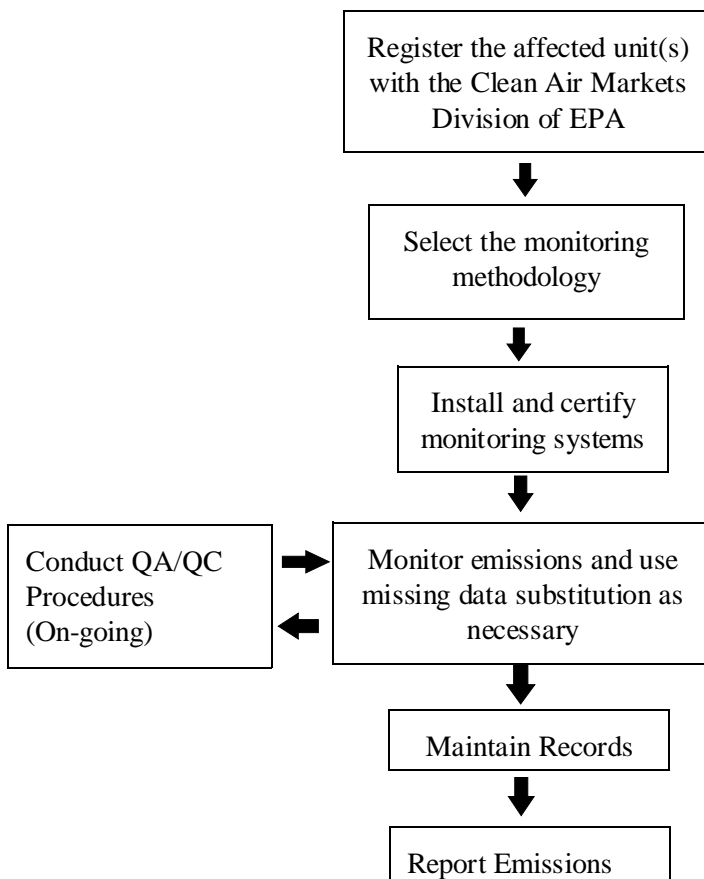 Register the affected unit(s)
with the Clean Air Markets
Division of EPA
Select the monitoring
methodology
Install and certify
monitoring systems
Conduct QA/QC
Procedures
(On-going)
Monitor emissions and use
missing data substitution as
necessary
Maintain Records
Report Emissions